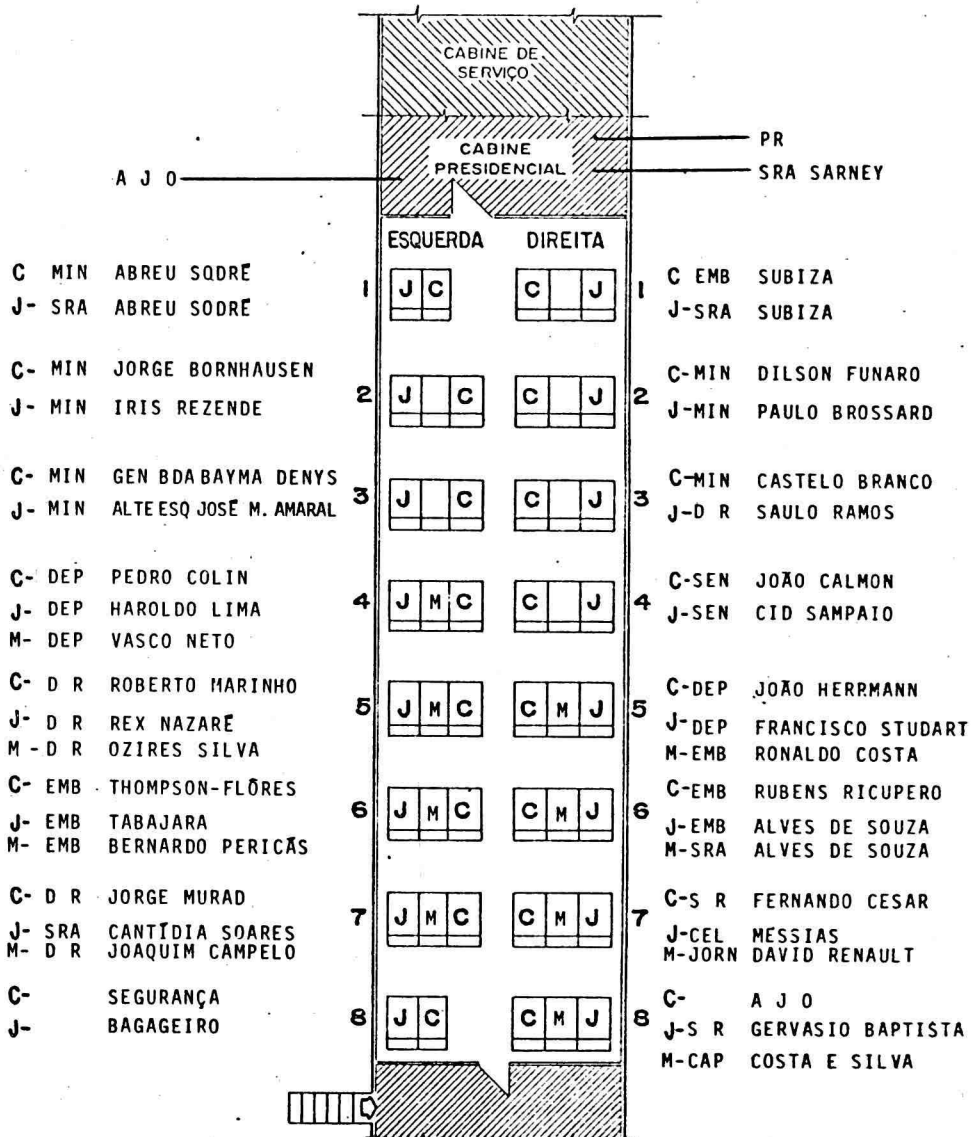 CABINE DE
SERVIÇO
CABINE
PRESIDENCIAL
PR
SRA SARNEY
A J O
ESQUERDA DIREITA
C MIN ABREU SODRÉ
J- SRA ABREU SODRÉ
1 J C C J 1
C EMB SUBIZA
J-SRA SUBIZA
C- MIN JORGE BORNHAUSEN
J- MIN IRIS REZENDE
2 J C C J 2
C-MIN DILSON FUNARO
J-MIN PAULO BROSSARD
C- MIN GEN BDA BAYMA DENYS
J- MIN ALTE ESQ JOSÉ M. AMARAL
3 J C C J 3
C-MIN CASTELO BRANCO
J-D R SAULO RAMOS
C- DEP PEDRO COLIN
J- DEP HAROLDO LIMA
M- DEP VASCO NETO
4 J M C C J 4
C-SEN JOÃO CALMON
J-SEN CID SAMPAIO
C- D R ROBERTO MARINHO
J- D R REX NAZARÉ
M - D R OZIRES SILVA
5 J M C C M J 5
C-DEP JOÃO HERRMANN
J-DEP FRANCISCO STUDART
M-EMB RONALDO COSTA
C- EMB THOMPSON-FLÔRES
J- EMB TABAJARA
M- EMB BERNARDO PERICÁS
6 J M C C M J 6
C-EMB RUBENS RICUPERO
J-EMB ALVES DE SOUZA
M-SRA ALVES DE SOUZA
C- D R JORGE MURAD
J- SRA CANTÍDIA SOARES
M- D R JOAQUIM CAMPELO
7 J M C C M J 7
C-S R FERNANDO CESAR
J-CEL MESSIAS
M-JORN DAVID RENAULT
C- SEGURANÇA
J- BAGAGEIRO
8 J C C M J 8
C- A J O
J-S R GERVASIO BAPTISTA
M-CAP COSTA E SILVA